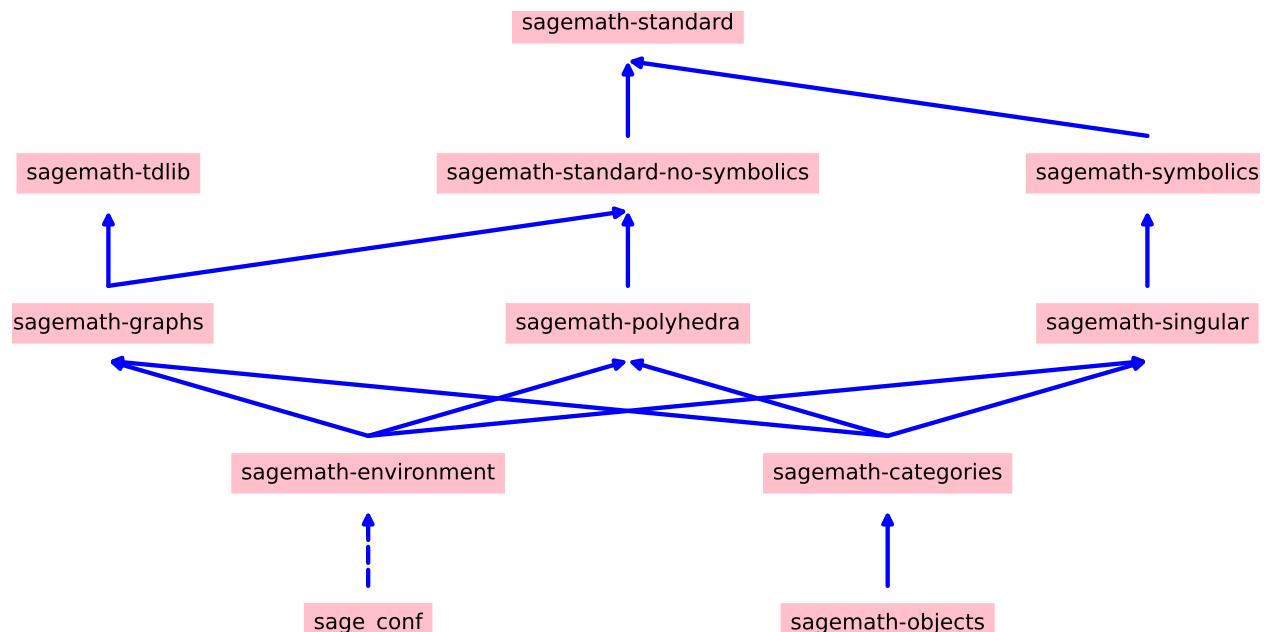 sagemath-standard
sagemath-tdlib
sagemath-standard-no-symbolics
sagemath-symbolics
sagemath-graphs
sagemath-polyhedra
sagemath-singular
sagemath-environment
sagemath-categories
sage_conf
sagemath-objects